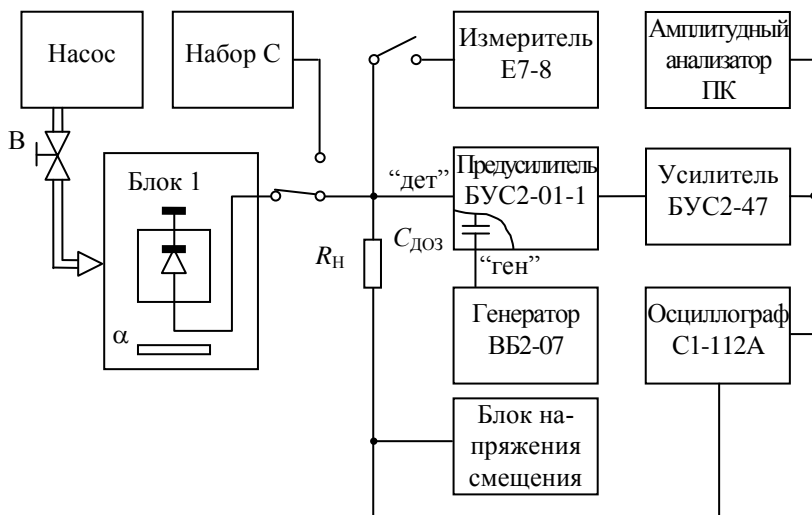 Насос
Набор С
Измеритель
Е7-8
Амплитудный
анализатор
ПК
В
Блок 1
“дет”
Предусилитель
БУС2-01-1
Усилитель
БУС2-47
RН
CДОЗ
“ген”
α
Генератор
ВБ2-07
Осциллограф
С1-112А
Блок на-
пряжения
смещения